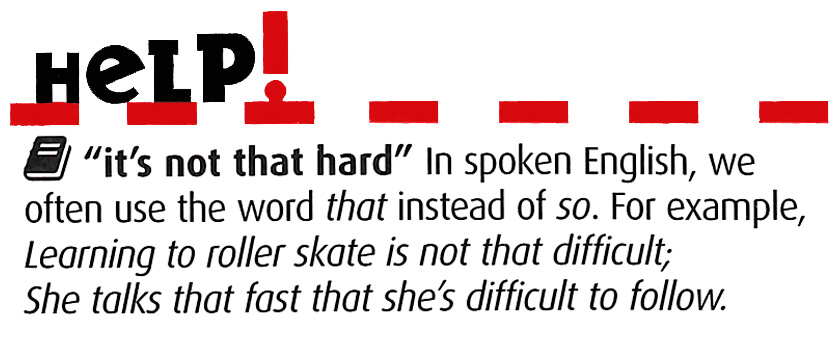 HeLP!
“it’s not that hard” In spoken English, we
often use the word that instead of so. For example,
Learning to roller skate is not that difficult;
She talks that fast that she’s difficult to follow.